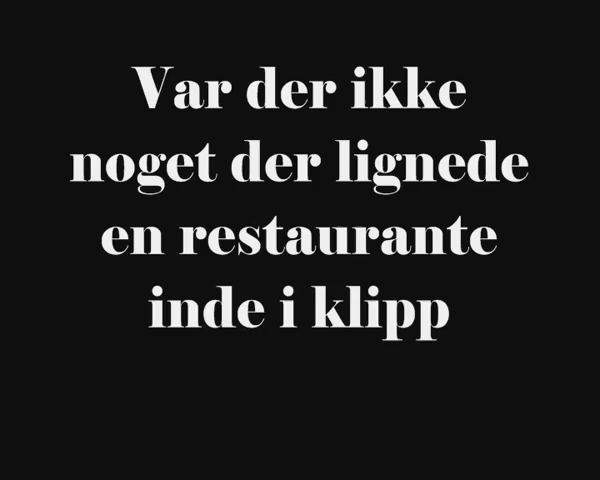 Var der ikke
noget der lignede
en restaurante
inde i klipp